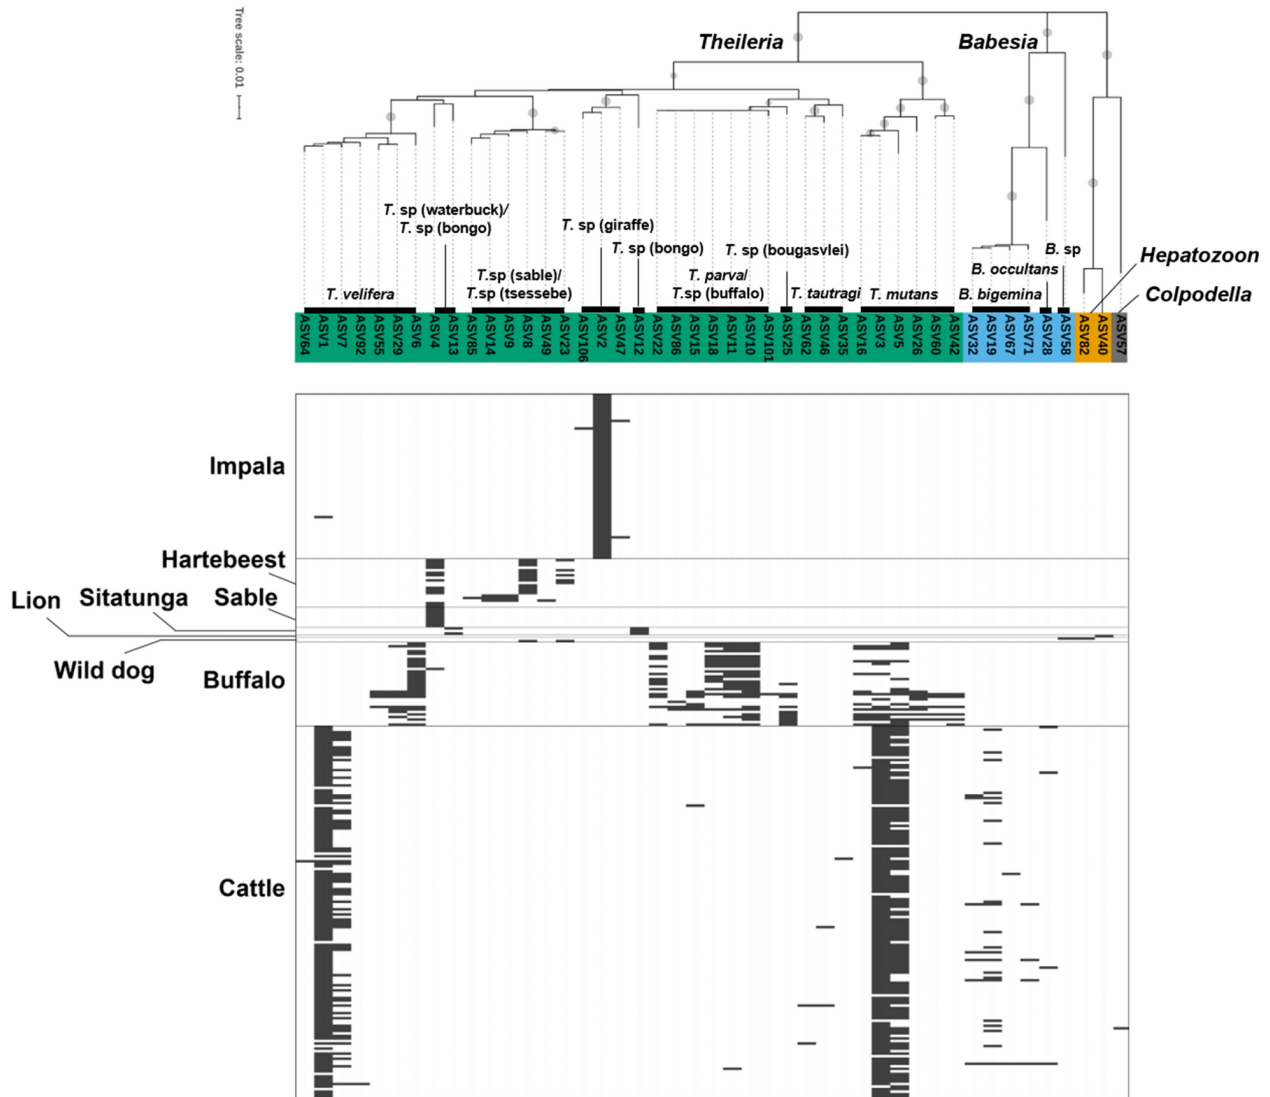 Tree scale: 0.01
Theileria
Babesia
T. sp (waterbuck)/
T. sp (bongo)
T. sp (giraffe)
T. sp (bongo)
T. sp (bougasvlei)
B. sp
Hepatozoon
T. velifera
T.sp (sable)/
T.sp (tsessebe)
T. parva/
T.sp (buffalo)
T. tautragi
T. mutans
B. occultans
B. bigemina
Colpodella
ASV64
ASV1
ASV7
ASV92
ASV55
ASV29
ASV6
ASV4
ASV13
ASV85
ASV14
ASV9
ASV8
ASV49
ASV23
ASV106
ASV2
ASV47
ASV12
ASV22
ASV86
ASV15
ASV18
ASV11
ASV10
ASV101
ASV25
ASV62
ASV46
ASV35
ASV16
ASV3
ASV5
ASV26
ASV60
ASV42
ASV32
ASV19
ASV67
ASV71
ASV28
ASV58
ASV82
ASV40
ASV57
Impala
Hartebeest
Lion
Sitatunga
Sable
Wild dog
Buffalo
Cattle